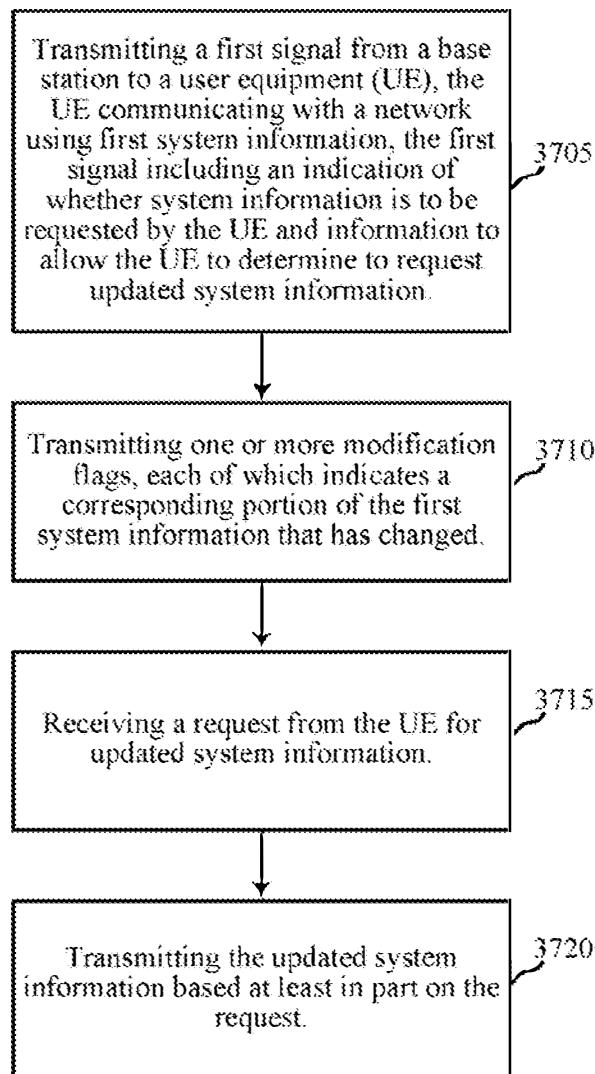 Transmitting a first signal from a base
station to a user equipment (UE), the
UE communicating with a network
using first system information, the first
signal including an indication of
whether system information is to be
requested by the UE and information to
allow the UE to determine to request
updated system information.
3705
Transmitting one or more modification
flags, each of which indicates a
corresponding portion of the first
system information that has changed.
3710
Receiving a request from the UE for
updated system information.
3715
Transmitting the updated system
information based at least in part on the
request.
3720